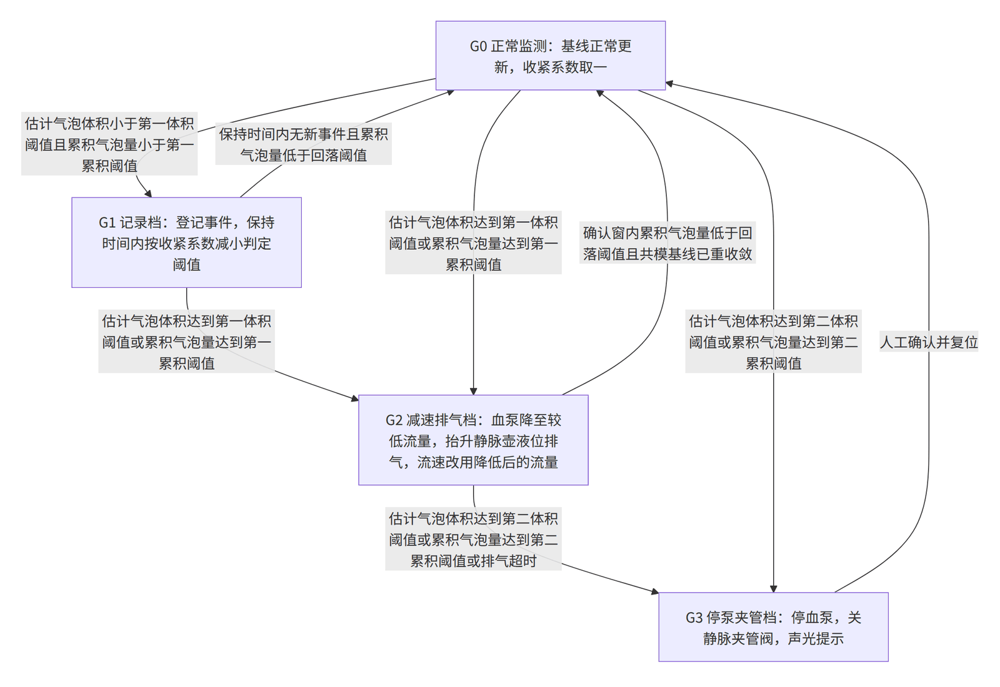 G0 正常监测：基线正常更
新，收紧系数取一
估计气泡体积小于第一体积
阈值且累积气泡量小于第一
累积阈值
保持时间内无新事件且累积
气泡量低于回落阈值
G1 记录档：登记事件，保持
时间内按收紧系数减小判定
阈值
估计气泡体积达到第一体积
阈值或累积气泡量达到第一
累积阈值
确认窗内累积气泡量低于回
落阈值且共模基线已重收敛
估计气泡体积达到第一体积
阈值或累积气泡量达到第一
累积阈值
估计气泡体积达到第二体积
阈值或累积气泡量达到第二
累积阈值
人工确认并复位
G2 减速排气档：血泵降至较
低流量，抬升静脉壶液位排
气，流速改用降低后的流量
估计气泡体积达到第二体积
阈值或累积气泡量达到第二
累积阈值或排气超时
G3 停泵夹管档：停血泵，关
静脉夹管阀，声光提示